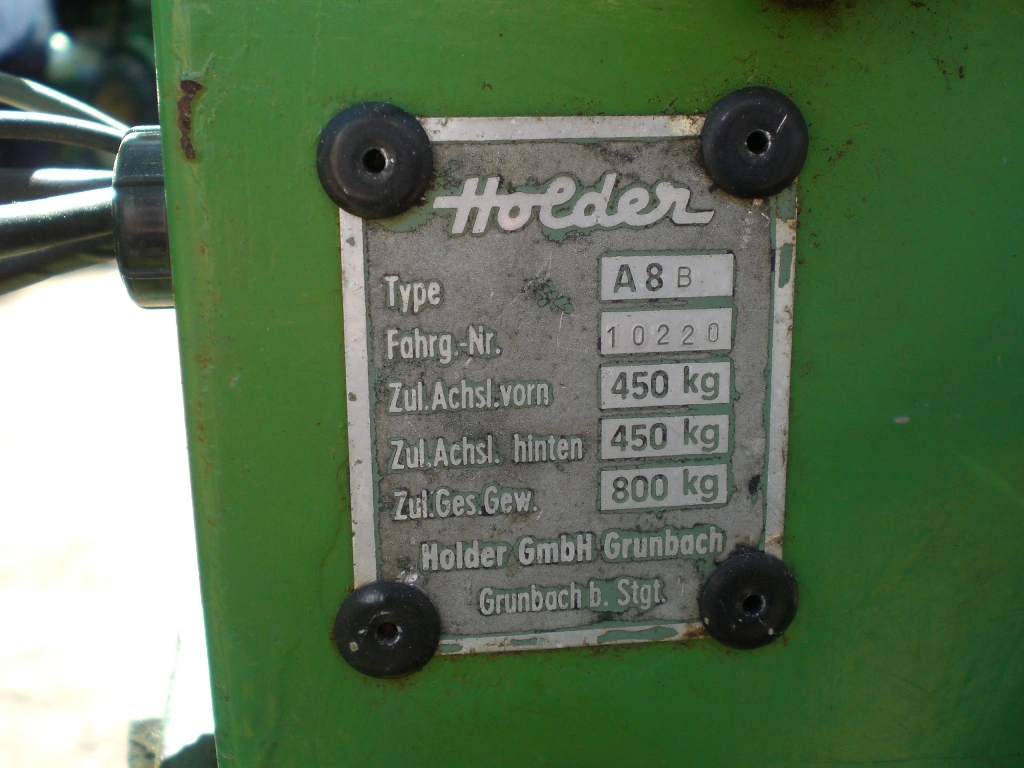 Holder
Type A8 B
Fahrg.-Nr. 10220
Zul.Achsl.vorn 450 kg
Zul.Achsl. hinten 450 kg
Zul.Ges.Gew. 800 kg
Holder GmbH Grunbach
Grunbach b. Stgt.